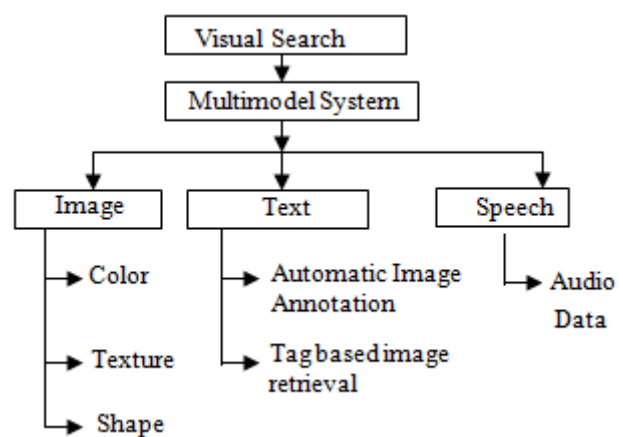 Visual Search
Multimodel System
Image
Text
Speech
Color
Texture
Shape
Automatic Image
Annotation
Tag based image
retrieval
Audio
Data